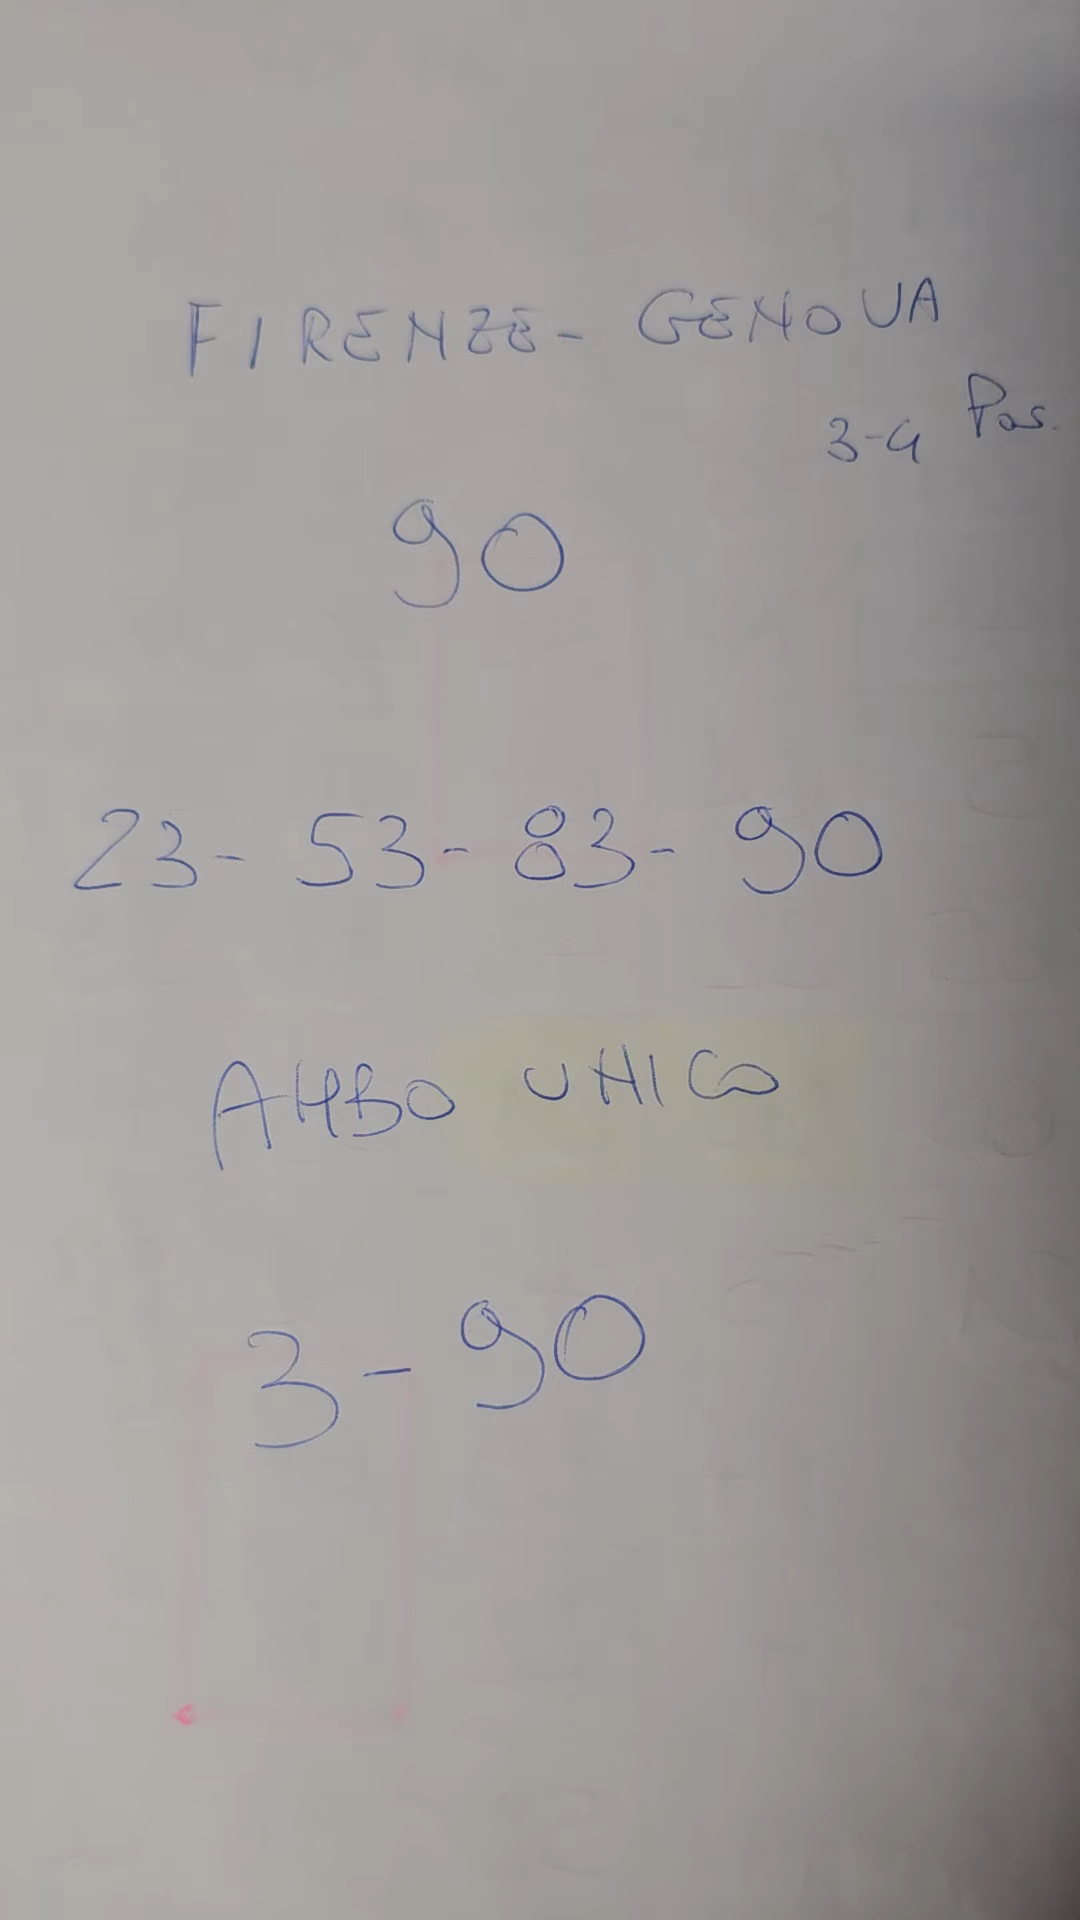 FIRENZE- GENOVA
3-4 Pos.
90
23- 53- 83- 90
AMBO UNICO
3-90